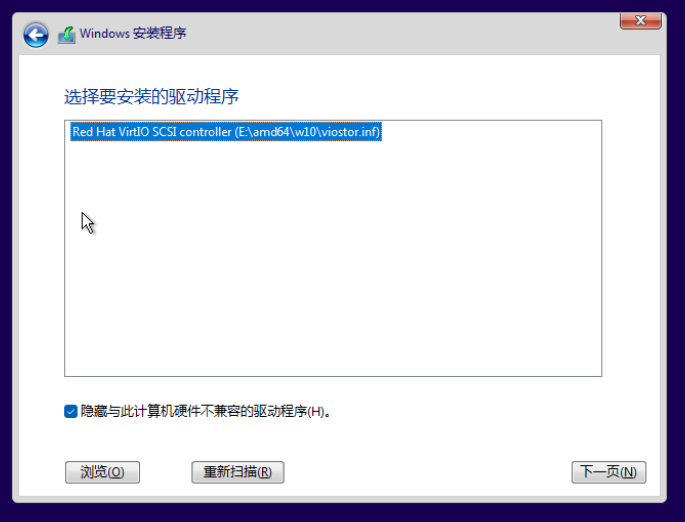 Windows 安装程序
选择要安装的驱动程序
Red Hat VirtIO SCSI controller (E:\amd64\w10\viostor.inf)
隐藏与此计算机硬件不兼容的驱动程序(H)。
浏览(O)
重新扫描(R)
下一页(N)